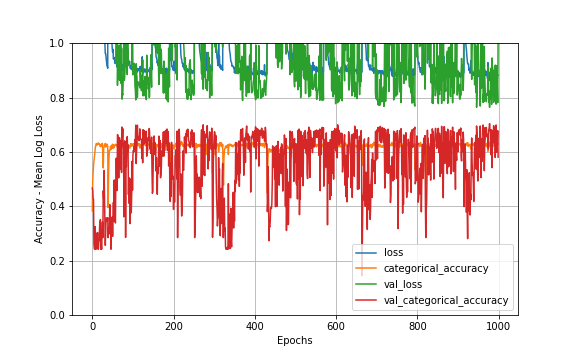 1.0
0.8
0.6
0.4
0.2
0.0
Accuracy - Mean Log Loss
0 200 400 600 800 1000
Epochs
loss
categorical_accuracy
val_loss
val_categorical_accuracy